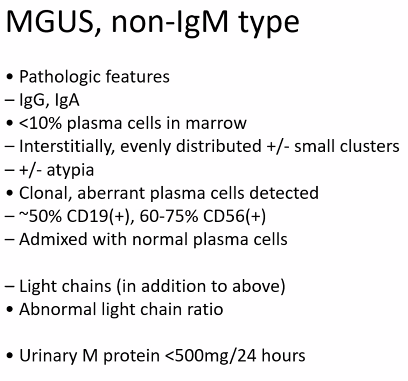 MGUS, non-IgM type
• Pathologic features
– IgG, IgA
• <10% plasma cells in marrow
– Interstitially, evenly distributed +/- small clusters
– +/- atypia
• Clonal, aberrant plasma cells detected
– ~50% CD19(+), 60-75% CD56(+)
– Admixed with normal plasma cells
– Light chains (in addition to above)
• Abnormal light chain ratio
• Urinary M protein <500mg/24 hours